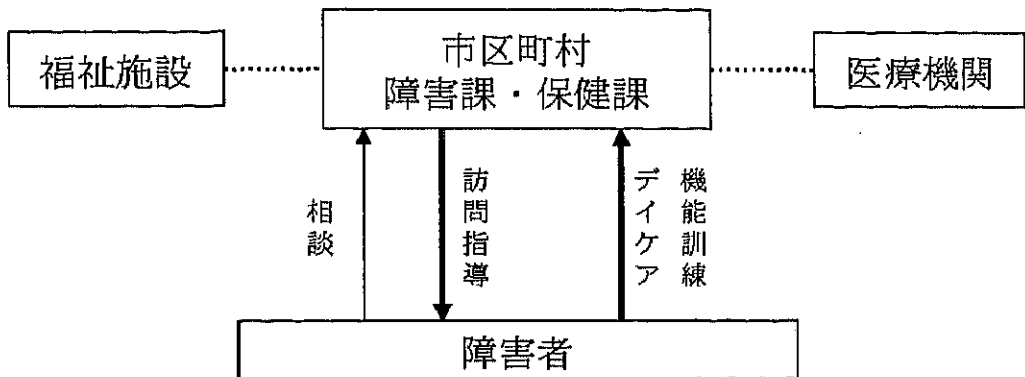 福祉施設
市区町村
障害課・保健課
医療機関
相談
訪問指導
機能訓練
デイケア
障害者